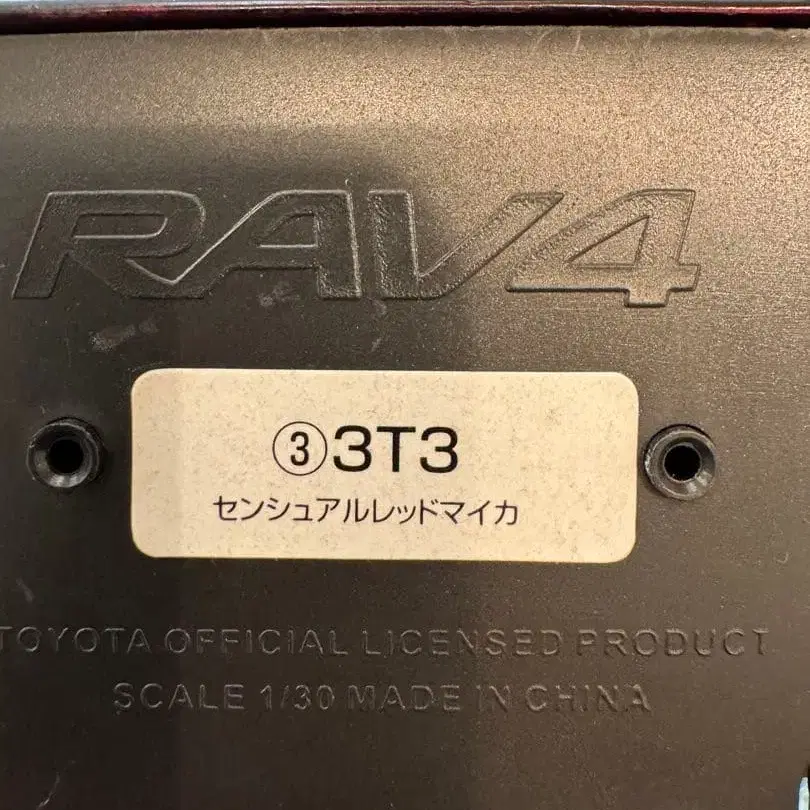 RAV4
③3T3
センシュアルレッドマイカ
TOYOTA OFFICIAL LICENSED PRODUCT
SCALE 1/30 MADE IN CHINA